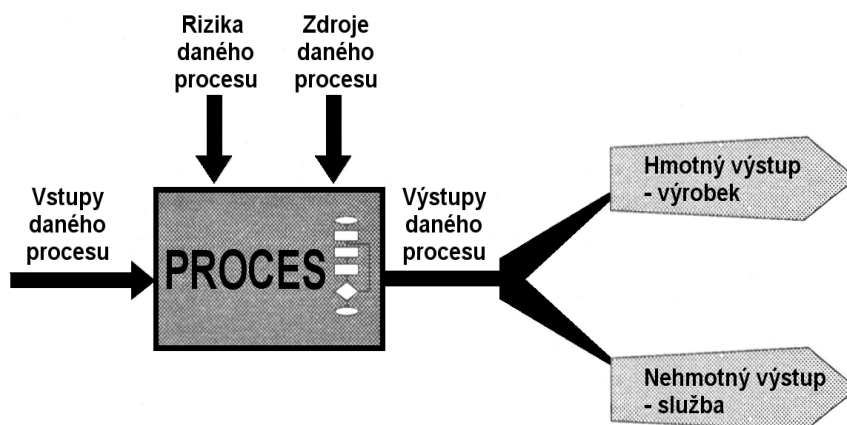 Rizika
daného
procesu
Zdroje
daného
procesu
Vstupy
daného
procesu
PROCES
Výstupy
daného
procesu
Hmotný výstup
- výrobek
Nehmotný výstup
- služba